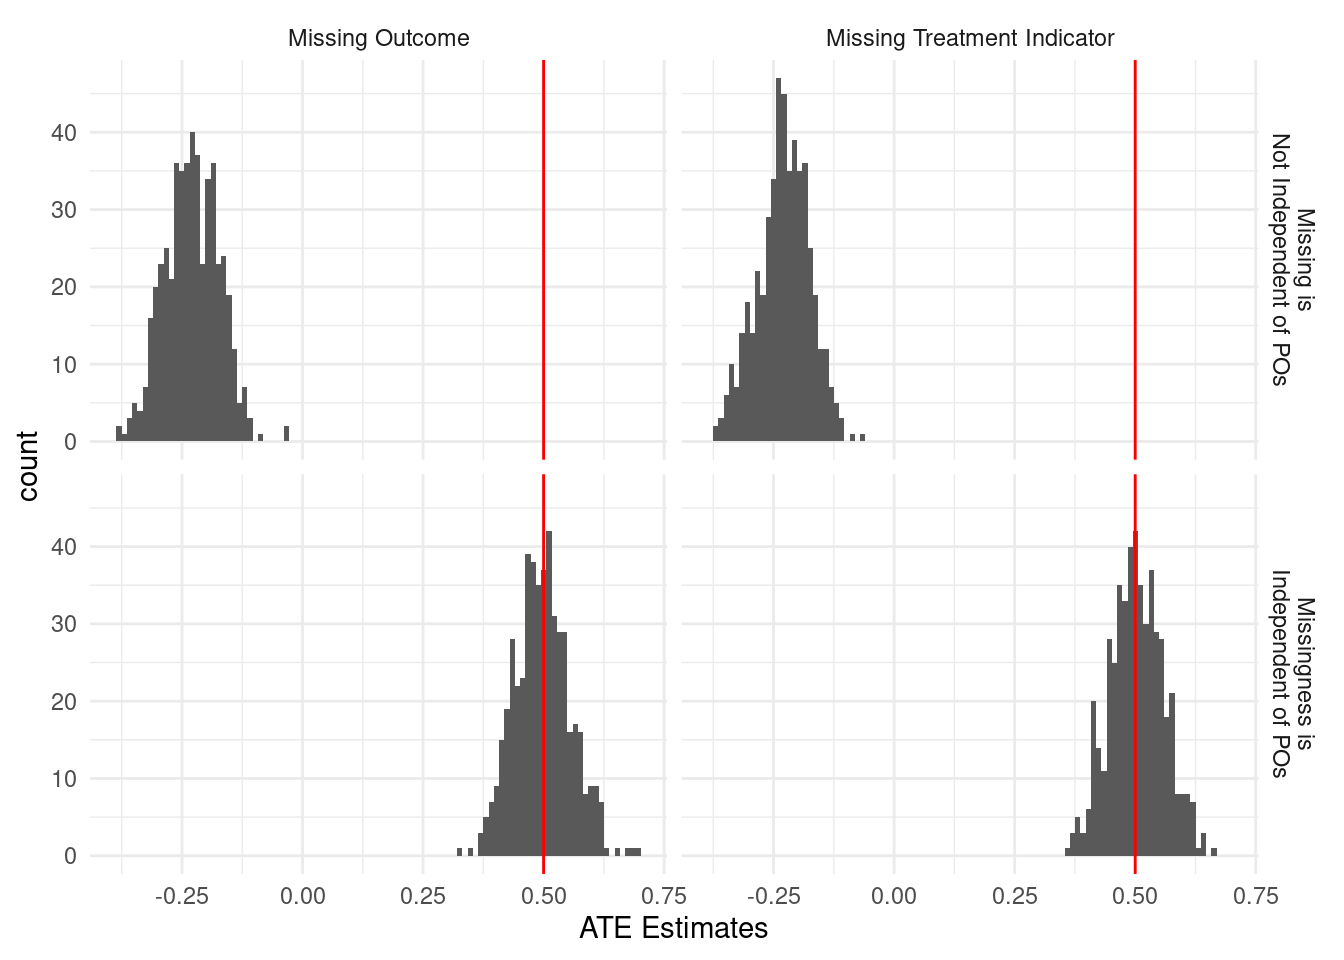 Missing Outcome
Missing Treatment Indicator
40
30
20
10
0
Missing is
Not Independent of POs
count
40
30
20
10
0
Missingness is
Independent of POs
-0.25 0.00 0.25 0.50 0.75
-0.25 0.00 0.25 0.50 0.75
ATE Estimates